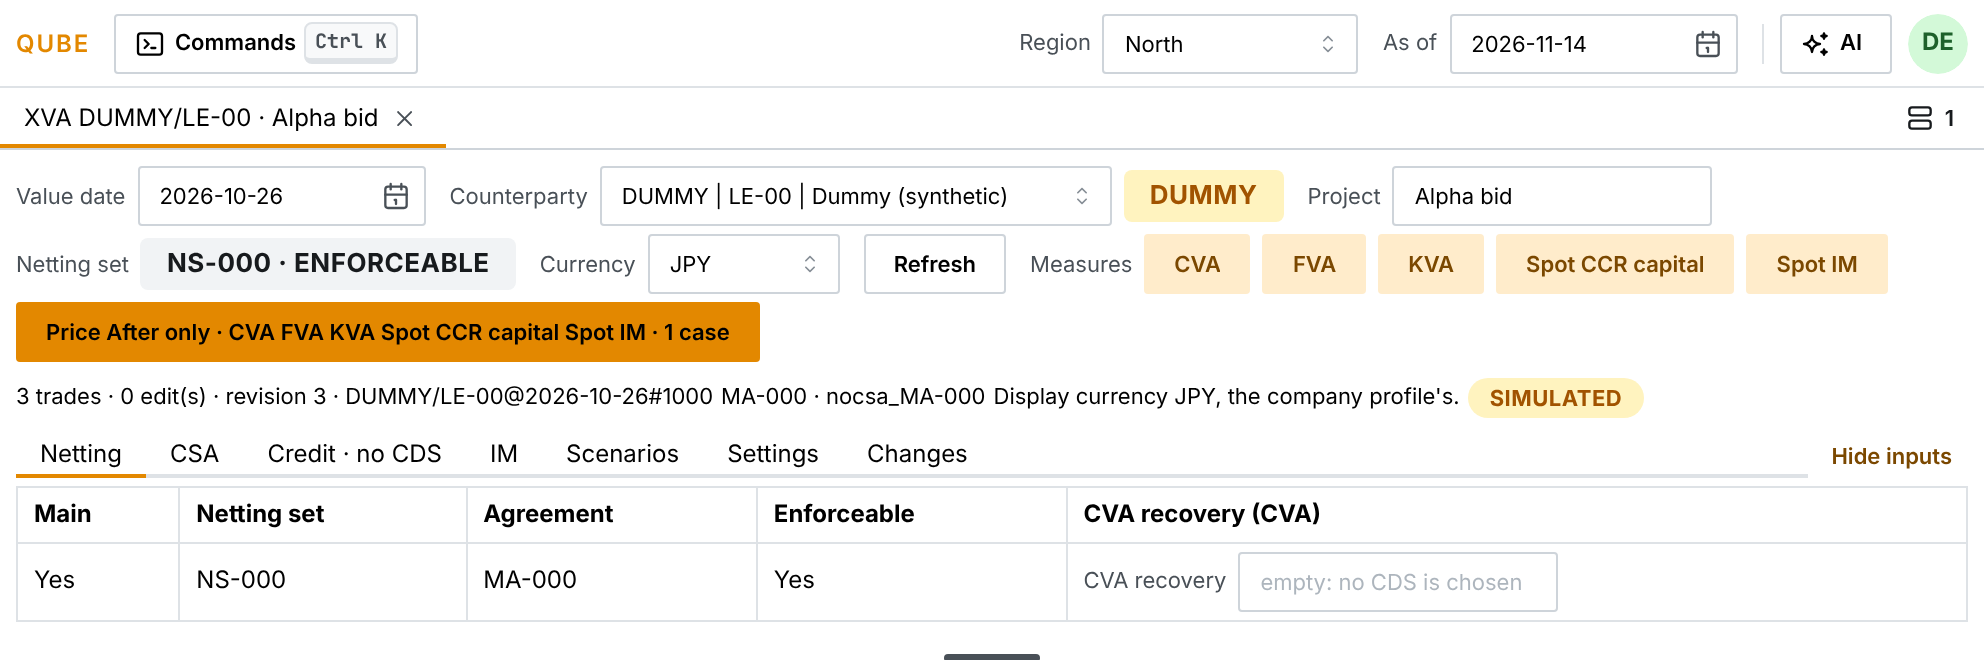 QUBE Commands Ctrl K Region North As of 2026-11-14 AI DE
XVA DUMMY/LE-00 · Alpha bid 1
Value date 2026-10-26 Counterparty DUMMY | LE-00 | Dummy (synthetic) DUMMY Project Alpha bid
Netting set NS-000 · ENFORCEABLE Currency JPY Refresh Measures CVA FVA KVA Spot CCR capital Spot IM
Price After only · CVA FVA KVA Spot CCR capital Spot IM · 1 case
3 trades · 0 edit(s) · revision 3 · DUMMY/LE-00@2026-10-26#1000 MA-000 · nocsa_MA-000 Display currency JPY, the company profile's. SIMULATED
Netting CSA Credit · no CDS IM Scenarios Settings Changes Hide inputs
Main Netting set Agreement Enforceable CVA recovery (CVA)
Yes NS-000 MA-000 Yes CVA recovery empty: no CDS is chosen